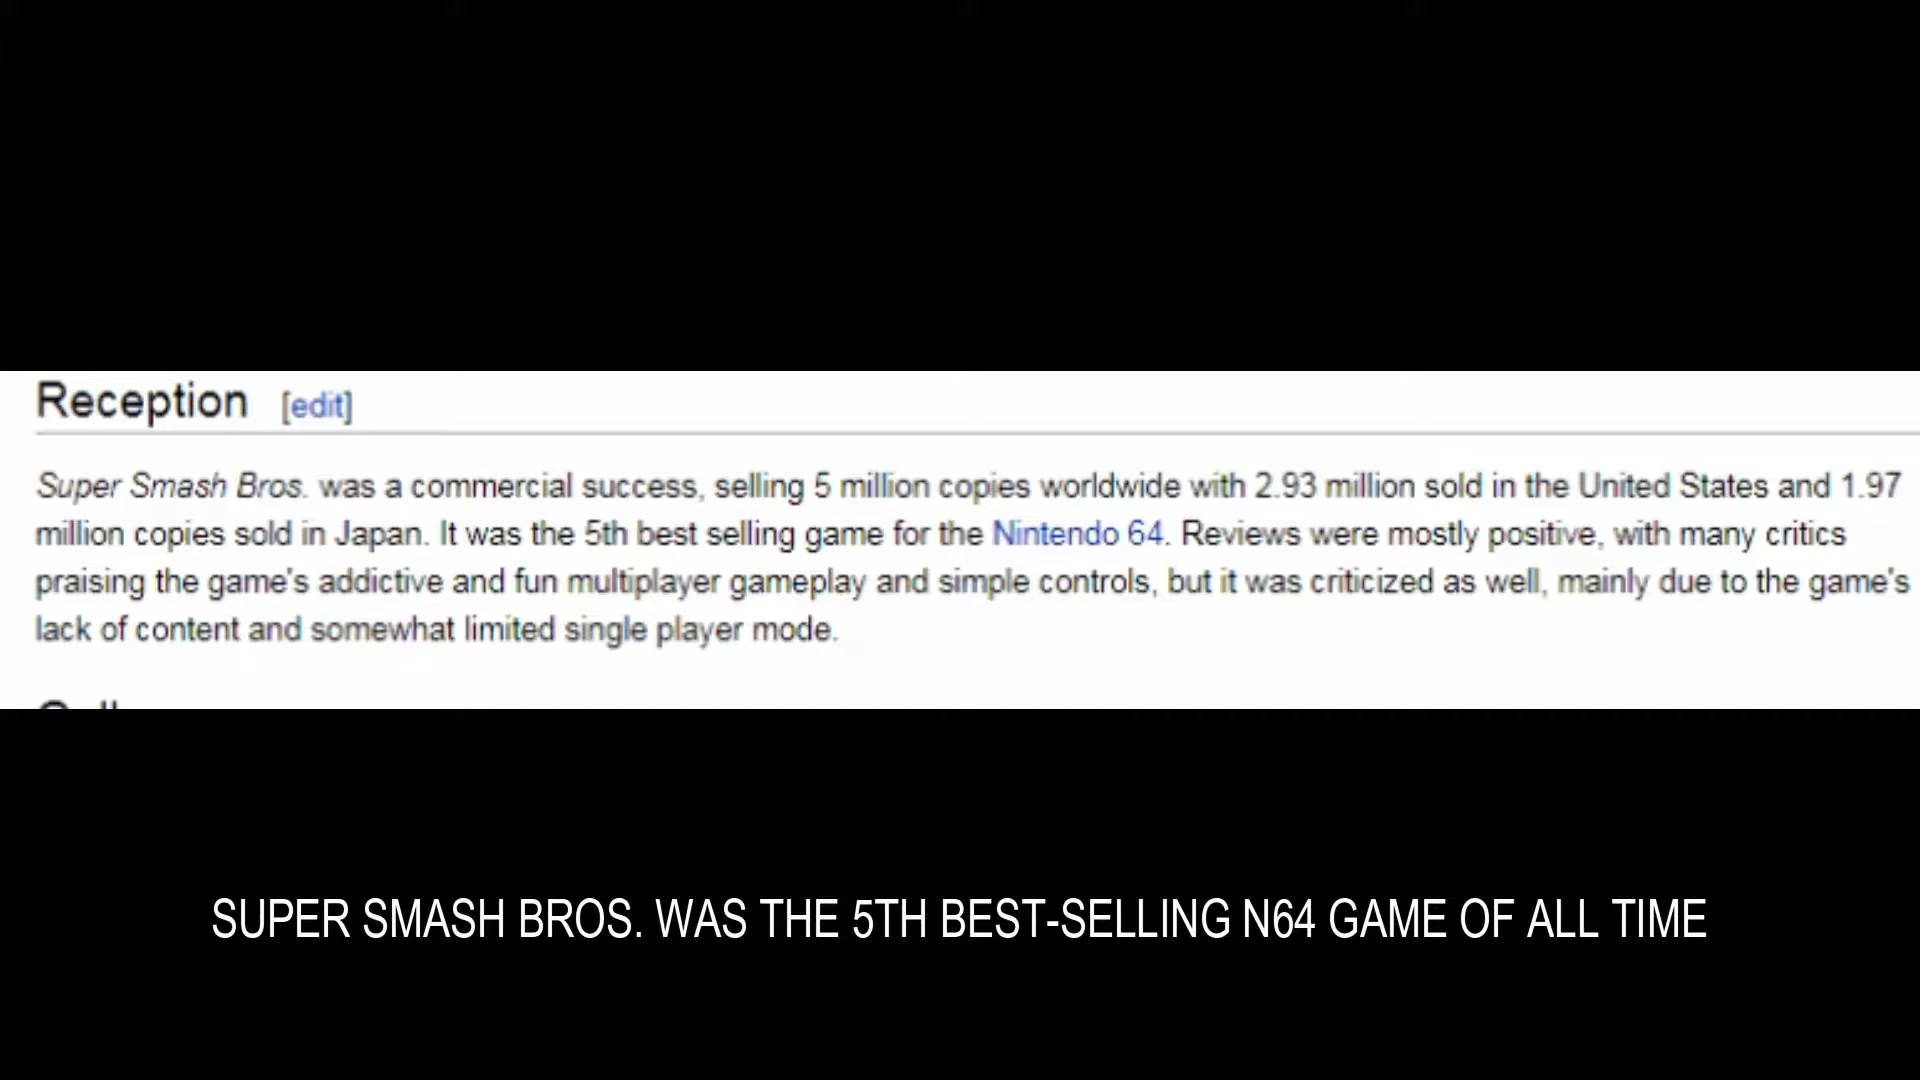 Reception [edit]
Super Smash Bros. was a commercial success, selling 5 million copies worldwide with 2.93 million sold in the United States and 1.97
million copies sold in Japan. It was the 5th best selling game for the Nintendo 64. Reviews were mostly positive, with many critics
praising the game's addictive and fun multiplayer gameplay and simple controls, but it was criticized as well, mainly due to the game's
lack of content and somewhat limited single player mode.
SUPER SMASH BROS. WAS THE 5TH BEST-SELLING N64 GAME OF ALL TIME